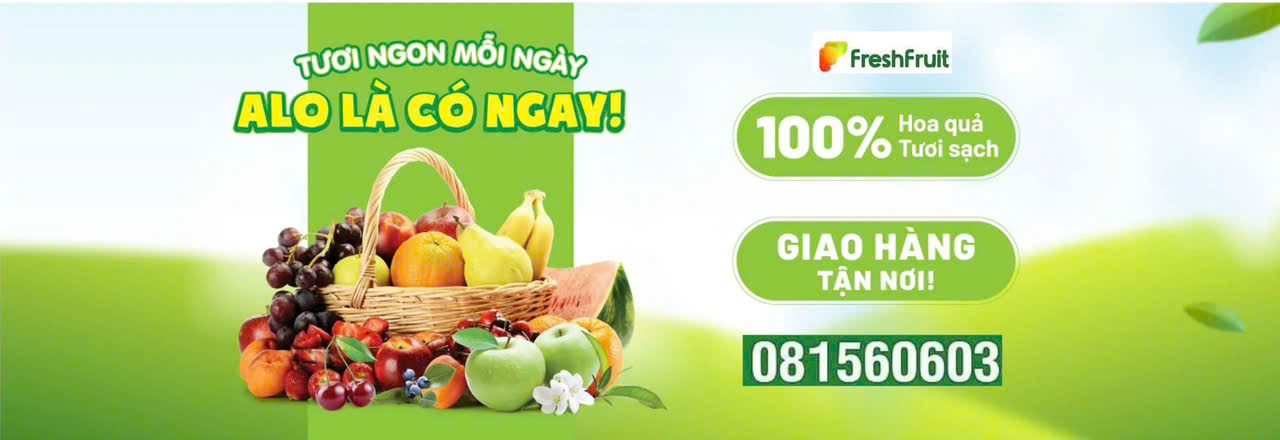 TƯƠI NGON MỖI NGÀY
ALO LÀ CÓ NGAY!
FreshFruit
100% Hoa quả
Tươi sạch
GIAO HÀNG
TẬN NƠI!
081560603